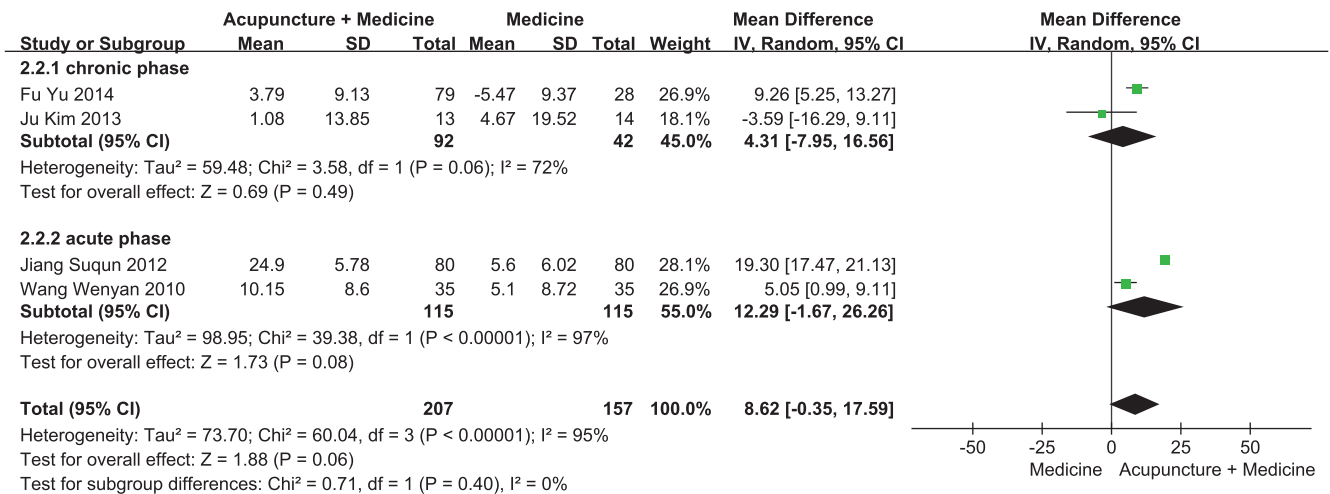 Acupuncture + Medicine Medicine Mean Difference Mean Difference
Study or Subgroup Mean SD Total Mean SD Total Weight IV, Random, 95% CI IV, Random, 95% CI
2.2.1 chronic phase
Fu Yu 2014 3.79 9.13 79 -5.47 9.37 28 26.9% 9.26 [5.25, 13.27]
Ju Kim 2013 1.08 13.85 13 4.67 19.52 14 18.1% -3.59 [-16.29, 9.11]
Subtotal (95% CI) 92 42 45.0% 4.31 [-7.95, 16.56]
Heterogeneity: Tau² = 59.48; Chi² = 3.58, df = 1 (P = 0.06); I² = 72%
Test for overall effect: Z = 0.69 (P = 0.49)
2.2.2 acute phase
Jiang Suqun 2012 24.9 5.78 80 5.6 6.02 80 28.1% 19.30 [17.47, 21.13]
Wang Wenyan 2010 10.15 8.6 35 5.1 8.72 35 26.9% 5.05 [0.99, 9.11]
Subtotal (95% CI) 115 115 55.0% 12.29 [-1.67, 26.26]
Heterogeneity: Tau² = 98.95; Chi² = 39.38, df = 1 (P < 0.00001); I² = 97%
Test for overall effect: Z = 1.73 (P = 0.08)
Total (95% CI) 207 157 100.0% 8.62 [-0.35, 17.59]
Heterogeneity: Tau² = 73.70; Chi² = 60.04, df = 3 (P < 0.00001); I² = 95%
Test for overall effect: Z = 1.88 (P = 0.06)
Test for subgroup differences: Chi² = 0.71, df = 1 (P = 0.40), I² = 0%
-50 -25 0 25 50
Medicine Acupuncture + Medicine